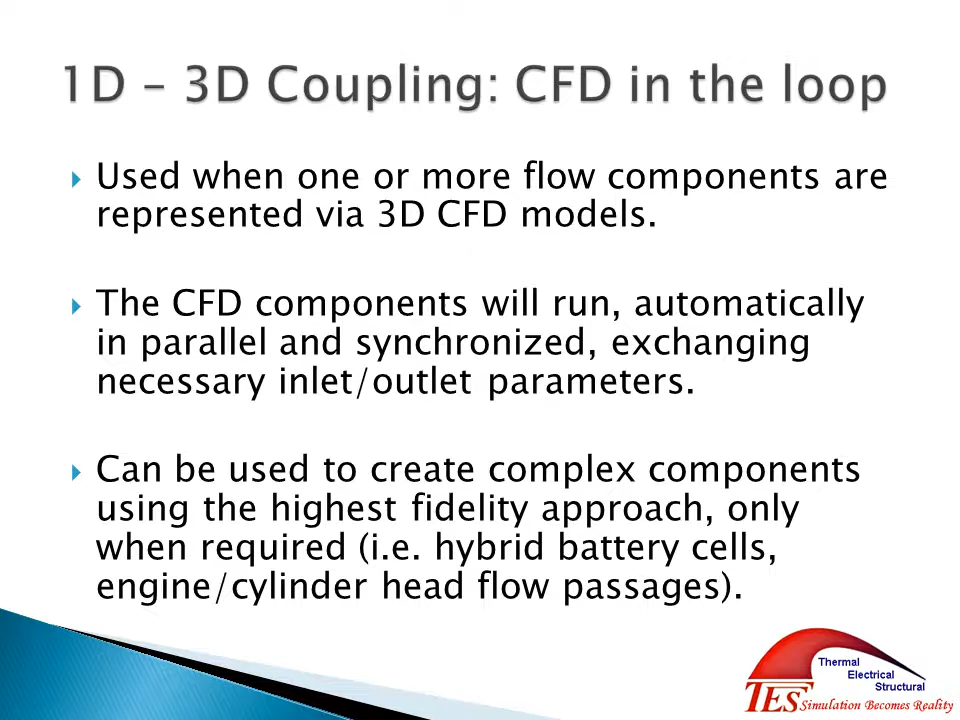 1D – 3D Coupling: CFD in the loop
Used when one or more flow components are
represented via 3D CFD models.
The CFD components will run, automatically
in parallel and synchronized, exchanging
necessary inlet/outlet parameters.
Can be used to create complex components
using the highest fidelity approach, only
when required (i.e. hybrid battery cells,
engine/cylinder head flow passages).
Thermal
Electrical
Structural
TES Simulation Becomes Reality